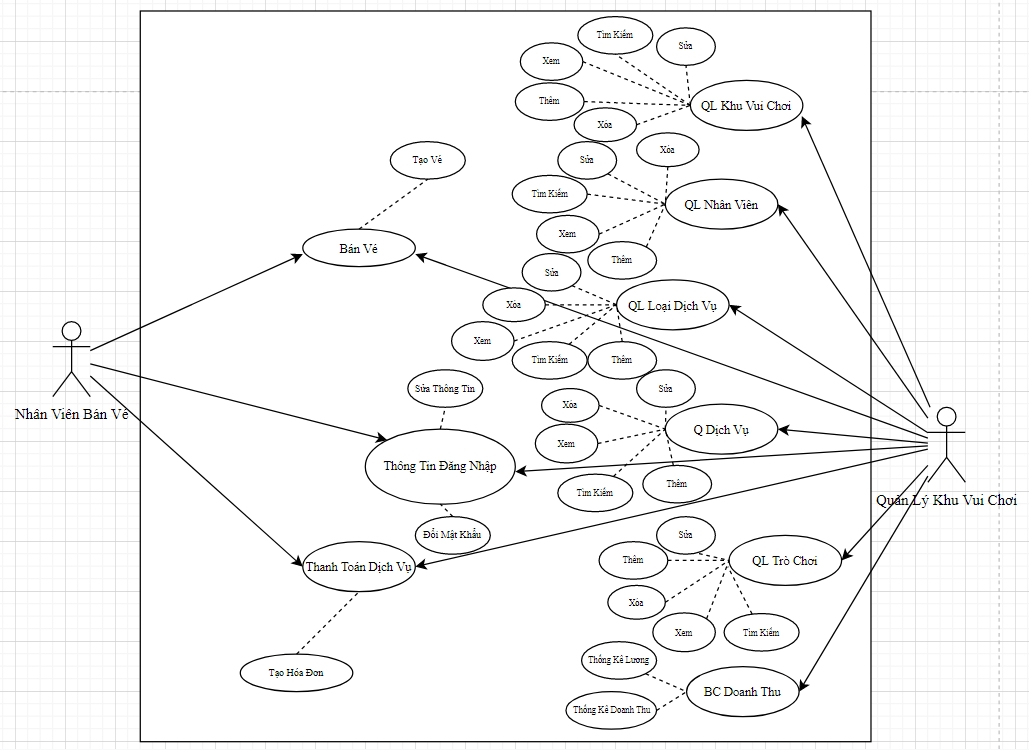 Tìm Kiếm
Sửa
Xem
Thêm
QL Khu Vui Chơi
Xóa
Sửa
Xóa
Tạo Vé
Tìm Kiếm
QL Nhân Viên
Xem
Bán Vé
Thêm
Sửa
Xóa
QL Loại Dịch Vụ
Xem
Tìm Kiếm
Thêm
Sửa Thông Tin
Sửa
Nhân Viên Bán Vé
Xóa
Q Dịch Vụ
Xem
Thông Tin Đăng Nhập
Tìm Kiếm
Thêm
Quản Lý Khu Vui Chơi
Đổi Mật Khẩu
Sửa
Thêm
QL Trò Chơi
Thanh Toán Dịch Vụ
Xóa
Xem
Tìm Kiếm
Thống Kê Lương
Tạo Hóa Đơn
BC Doanh Thu
Thống Kê Doanh Thu